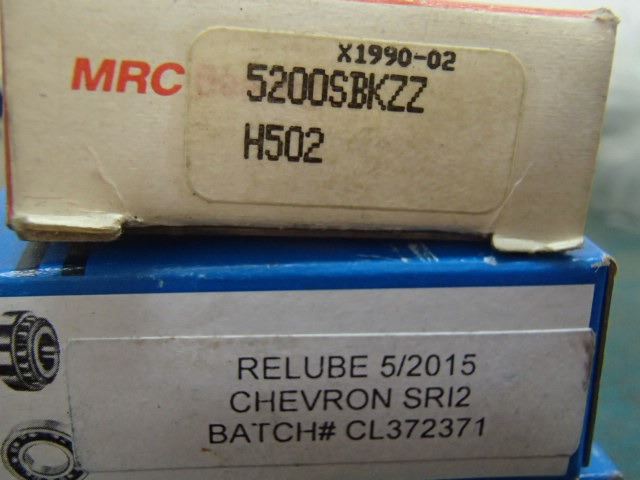 X1990-02
MRC
5200SBKZZ
H502
RELUBE 5/2015
CHEVRON SRI2
BATCH# CL372371